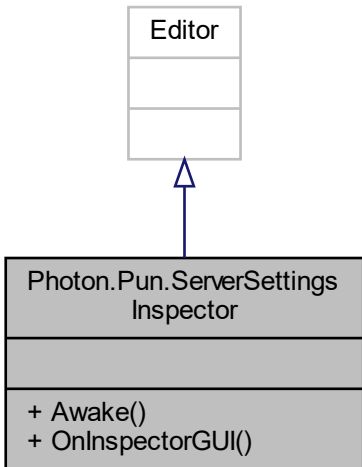 Editor
Photon.Pun.ServerSettings
Inspector
+ Awake()
+ OnInspectorGUI()